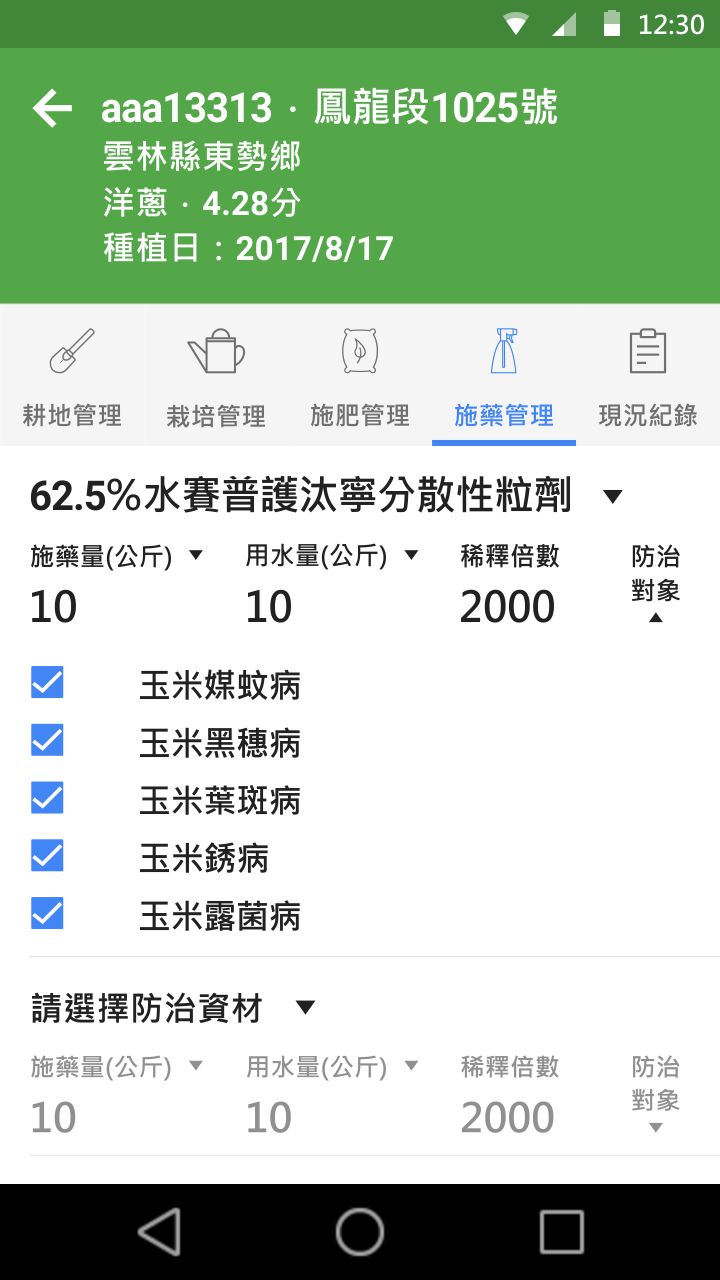 12:30
aaa13313 · 鳳龍段1025號
雲林縣東勢鄉
洋蔥 · 4.28分
種植日：2017/8/17
耕地管理 栽培管理 施肥管理 施藥管理 現況紀錄
62.5%水賽普護汰寧分散性粒劑
施藥量(公斤) 用水量(公斤) 稀釋倍數 防治
對象
10 10 2000
玉米媒蚊病
玉米黑穗病
玉米葉斑病
玉米銹病
玉米露菌病
請選擇防治資材
施藥量(公斤) 用水量(公斤) 稀釋倍數 防治
對象
10 10 2000